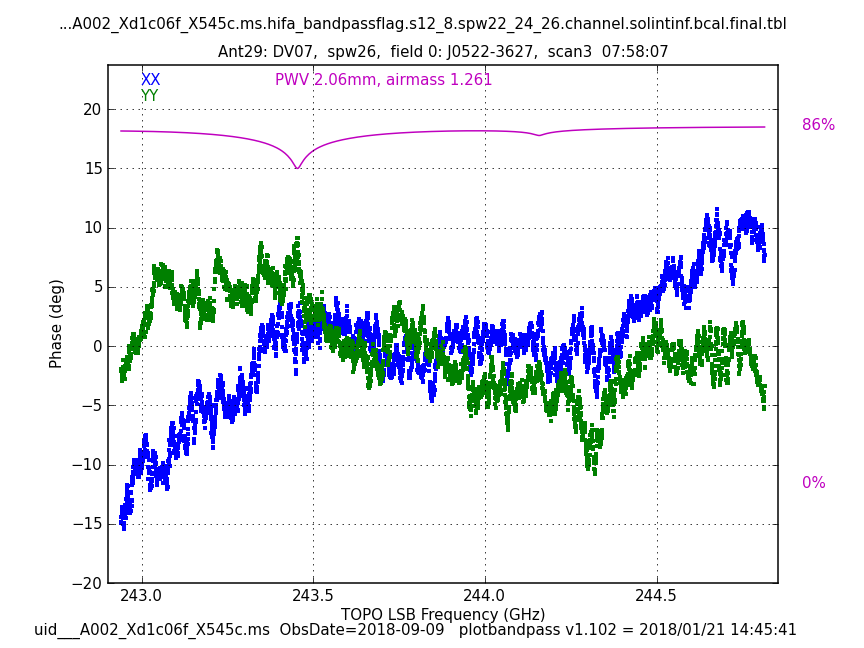 ...A002_Xd1c06f_X545c.ms.hifa_bandpassflag.s12_8.spw22_24_26.channel.solintinf.bcal.final.tbl
Ant29: DV07, spw26, field 0: J0522-3627, scan3 07:58:07
XX
PWV 2.06mm, airmass 1.261
YY
20
86%
15
10
5
0
−5
−10
0%
−15
−20
Phase (deg)
243.0
243.5
244.0
244.5
TOPO LSB Frequency (GHz)
uid___A002_Xd1c06f_X545c.ms ObsDate=2018-09-09 plotbandpass v1.102 = 2018/01/21 14:45:41